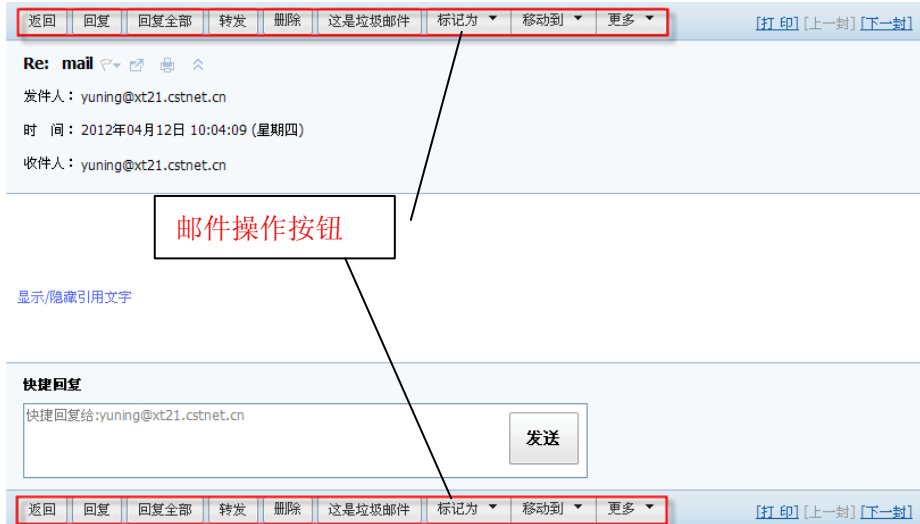 返回 回复 回复全部 转发 删除 这是垃圾邮件 标记为 移动到 更多 [打 印] [上一封] [下一封]
Re: mail
发件人：yuning@xt21.cstnet.cn
时 间：2012年04月12日 10:04:09 (星期四)
收件人：yuning@xt21.cstnet.cn
邮件操作按钮
显示/隐藏引用文字
快捷回复
快捷回复给:yuning@xt21.cstnet.cn
发送
返回 回复 回复全部 转发 删除 这是垃圾邮件 标记为 移动到 更多 [打 印] [上一封] [下一封]